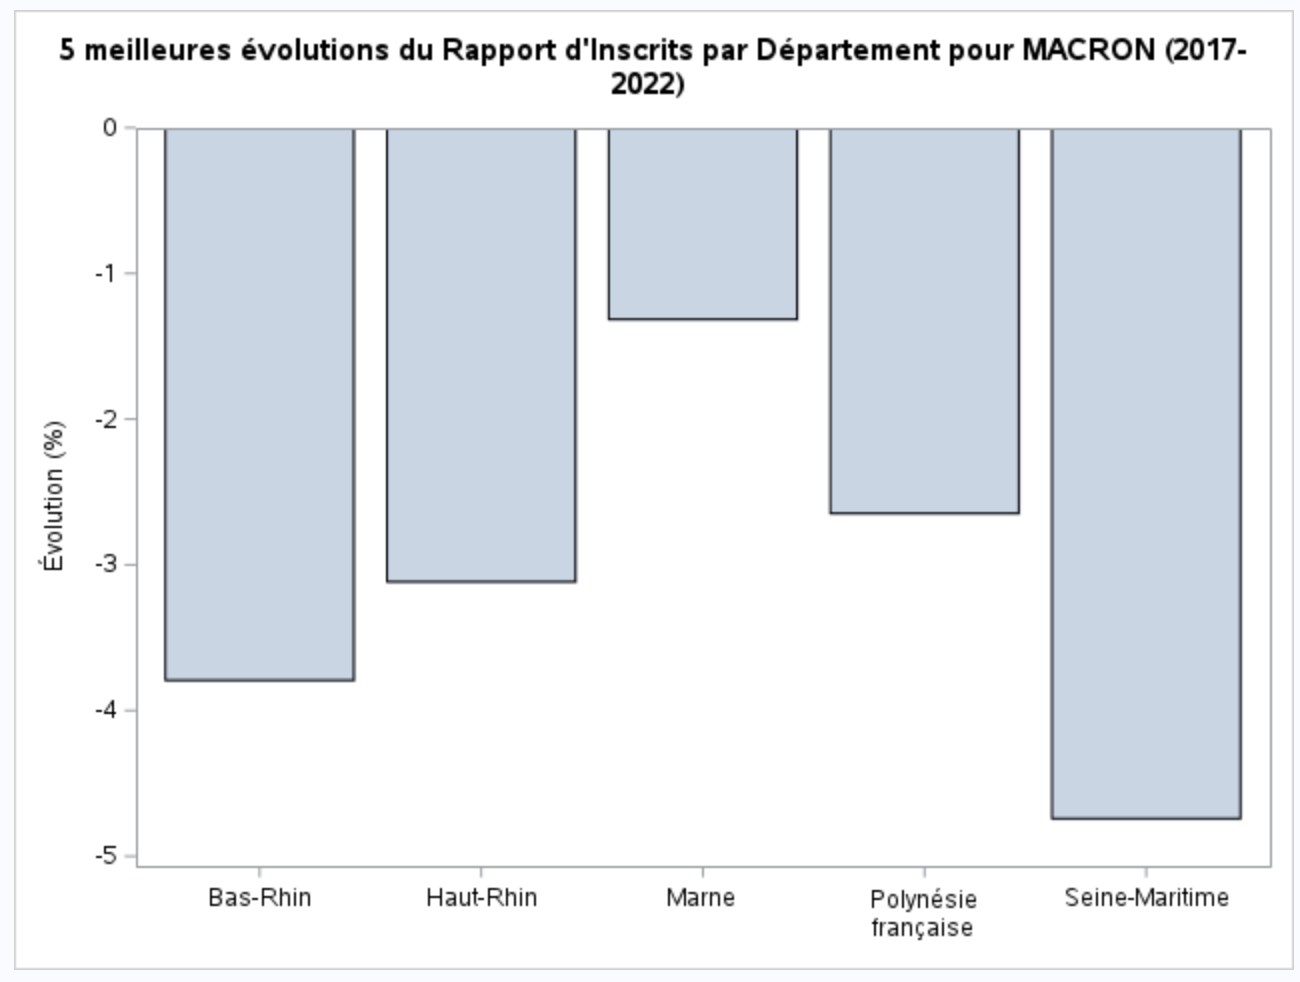 5 meilleures évolutions du Rapport d'Inscrits par Département pour MACRON (2017-
2022)
0
-1
-2
-3
-4
-5
Évolution (%)
Bas-Rhin
Haut-Rhin
Marne
Polynésie
française
Seine-Maritime